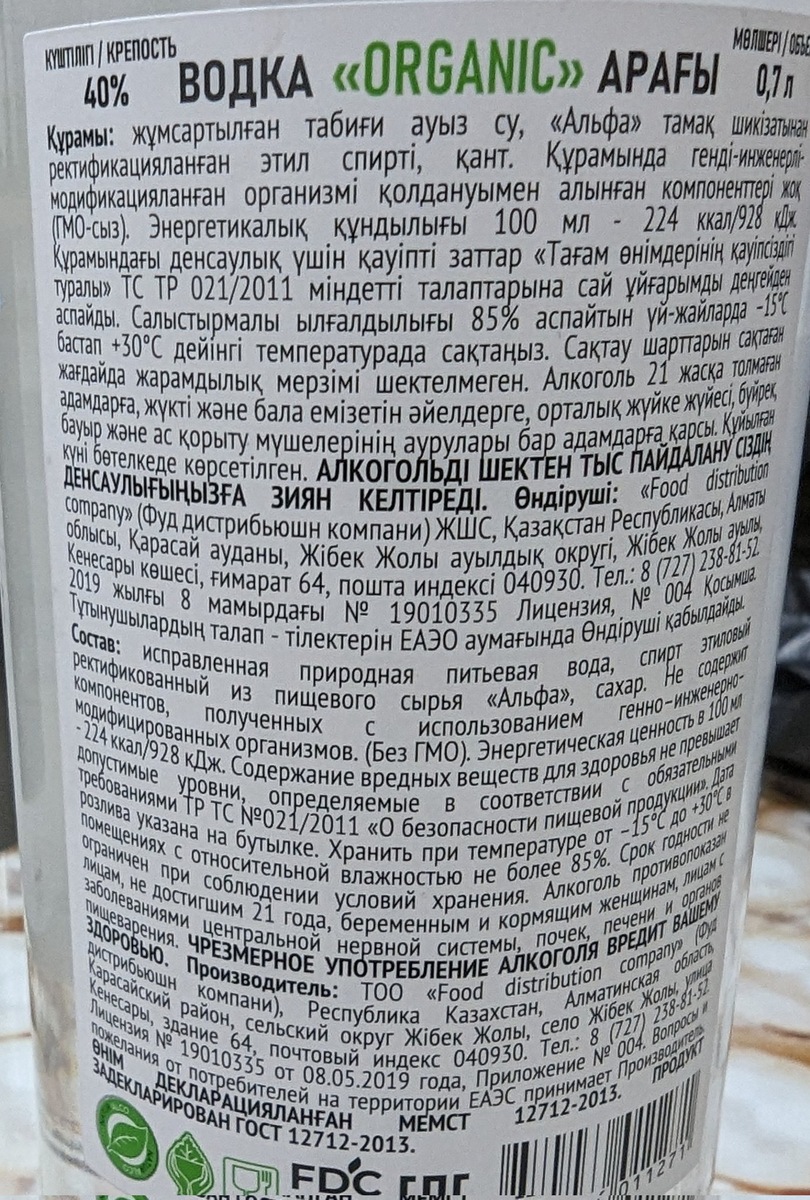 КҮШТІЛІГІ / КРЕПОСТЬ
40%
ВОДКА «ORGANIC» АРАҒЫ
МӨЛШЕРІ / ОБЪЕ
0,7 л
Құрамы: жұмсартылған табиғи ауыз су, «Альфа» тамақ шикізатынан
ректификацияланған этил спирті, қант. Құрамында генді-инженерлі-
модификацияланған организмі қолдануымен алынған компоненттері жоқ
(ГМО-сыз). Энергетикалық құндылығы 100 мл - 224 ккал/928 кДж.
Құрамындағы денсаулық үшін қауіпті заттар «Тағам өнімдерінің қауіпсіздігі
туралы» ТС ТР 021/2011 міндетті талаптарына сай ұйғарымды деңгейден
аспайды. Салыстырмалы ылғалдылығы 85% аспайтын үй-жайларда -15°С
бастап +30°С дейінгі температурада сақтаңыз. Сақтау шарттарын сақтаған
жағдайда жарамдылық мерзімі шектелмеген. Алкоголь 21 жасқа толмаған
адамдарға, жүкті және бала емізетін әйелдерге, орталық жүйке жүйесі, бүйрек,
бауыр және ас қорыту мүшелерінің аурулары бар адамдарға қарсы. Құйылған
күні бөтелкеде көрсетілген. АЛКОГОЛЬДІ ШЕКТЕН ТЫС ПАЙДАЛАНУ СІЗДІҢ
ДЕНСАУЛЫҒЫҢЫЗҒА ЗИЯН КЕЛТІРЕДІ. Өндіруші: «Food distribution
company» (Фуд дистрибьюшн компани) ЖШС, Қазақстан Республикасы, Алматы
облысы, Қарасай ауданы, Жібек Жолы ауылдық округі, Жібек Жолы ауылы,
Кенесары көшесі, ғимарат 64, пошта индексі 040930. Тел.: 8 (727) 238-81-52.
2019 жылғы 8 мамырдағы № 19010335 Лицензия, № 004 Қосымша.
Тұтынушылардың талап - тілектерін ЕАЭО аумағында Өндіруші қабылдайды.
Состав: исправленная природная питьевая вода, спирт этиловый
ректификованный из пищевого сырья «Альфа», сахар. Не содержит
компонентов, полученных с использованием генно-инженерно-
модифицированных организмов. (Без ГМО). Энергетическая ценность в 100 мл
- 224 ккал/928 кДж. Содержание вредных веществ для здоровья не превышает
допустимые уровни, определяемые в соответствии с обязательными
требованиями ТР ТС №021/2011 «О безопасности пищевой продукции». Дата
розлива указана на бутылке. Хранить при температуре от -15°С до +30°С в
помещениях с относительной влажностью не более 85%. Срок годности не
ограничен при соблюдении условий хранения. Алкоголь противопоказан
лицам, не достигшим 21 года, беременным и кормящим женщинам, лицам с
заболеваниями центральной нервной системы, почек, печени и органов
пищеварения. ЧРЕЗМЕРНОЕ УПОТРЕБЛЕНИЕ АЛКОГОЛЯ ВРЕДИТ ВАШЕМУ
ЗДОРОВЬЮ. Производитель: ТОО «Food distribution company» (Фуд
дистрибьюшн компани), Республика Казахстан, Алматинская область,
Карасайский район, сельский округ Жібек Жолы, село Жібек Жолы, улица
Кенесары, здание 64, почтовый индекс 040930. Тел.: 8 (727) 238-81-52.
Лицензия № 19010335 от 08.05.2019 года, Приложение № 004. Вопросы и
пожелания от потребителей на территории ЕАЭС принимает Производитель.
ӨНІМ ДЕКЛАРАЦИЯЛАНҒАН МЕМСТ 12712-2013. ПРОДУКТ
ЗАДЕКЛАРИРОВАН ГОСТ 12712-2013.
FDC